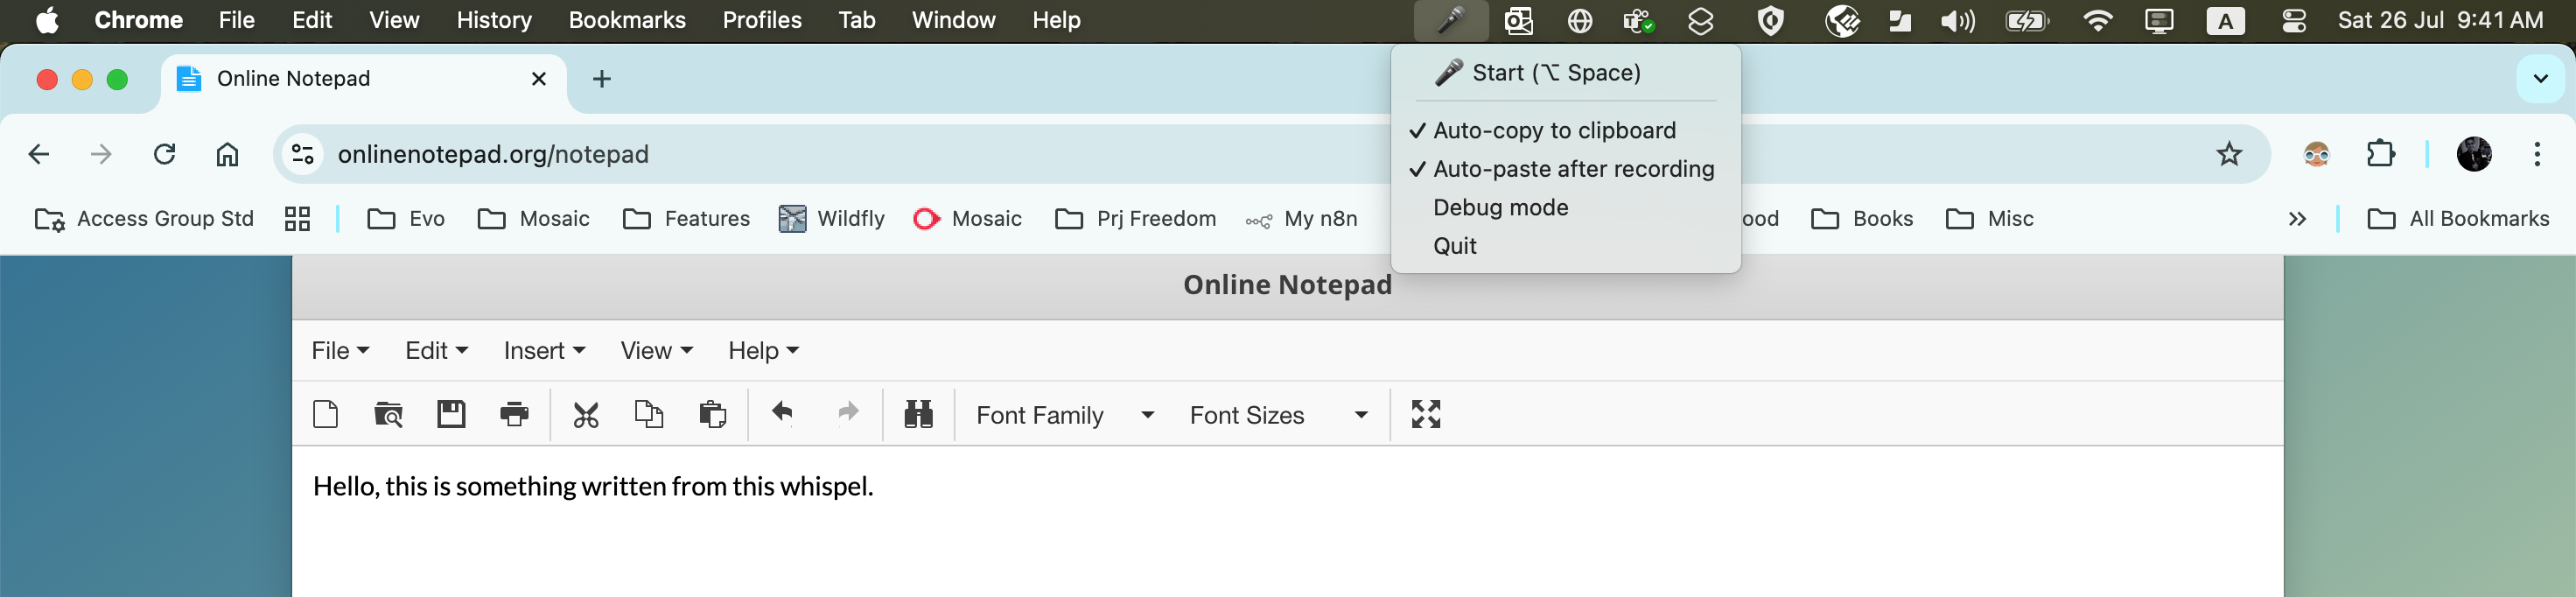 Chrome File Edit View History Bookmarks Profiles Tab Window Help A Sat 26 Jul 9:41 AM
Online Notepad
Start (⌥ Space)
onlinenotepad.org/notepad
✓ Auto-copy to clipboard
✓ Auto-paste after recording
Debug mode
Quit
Access Group Std Evo Mosaic Features Wildfly Mosaic Prj Freedom My n8n ood Books Misc » All Bookmarks
Online Notepad
File Edit Insert View Help
Font Family Font Sizes
Hello, this is something written from this whispel.